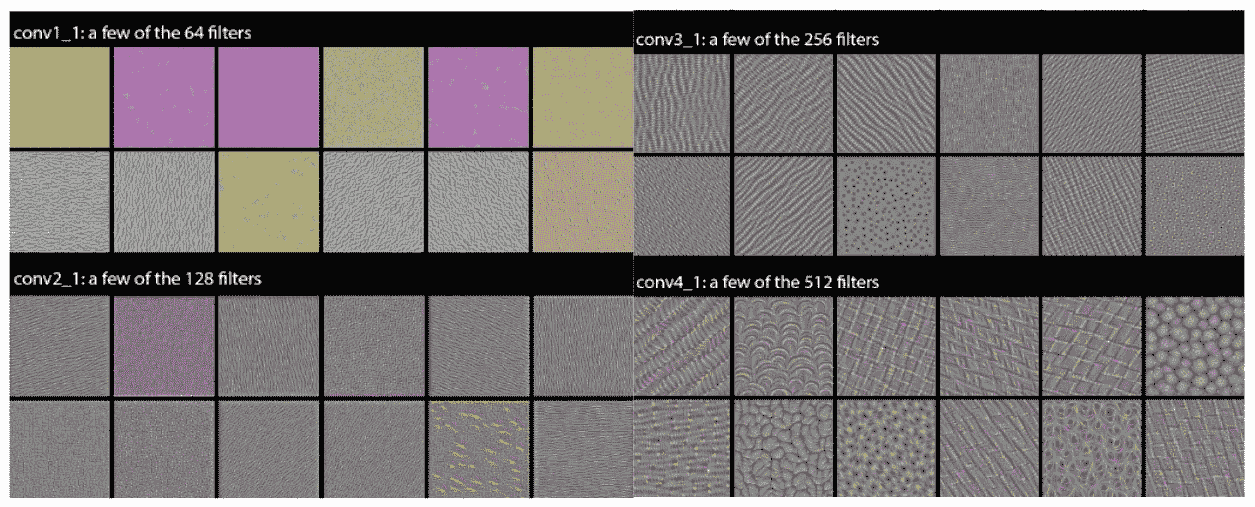 conv1_1: a few of the 64 filters
conv3_1: a few of the 256 filters
conv2_1: a few of the 128 filters
conv4_1: a few of the 512 filters